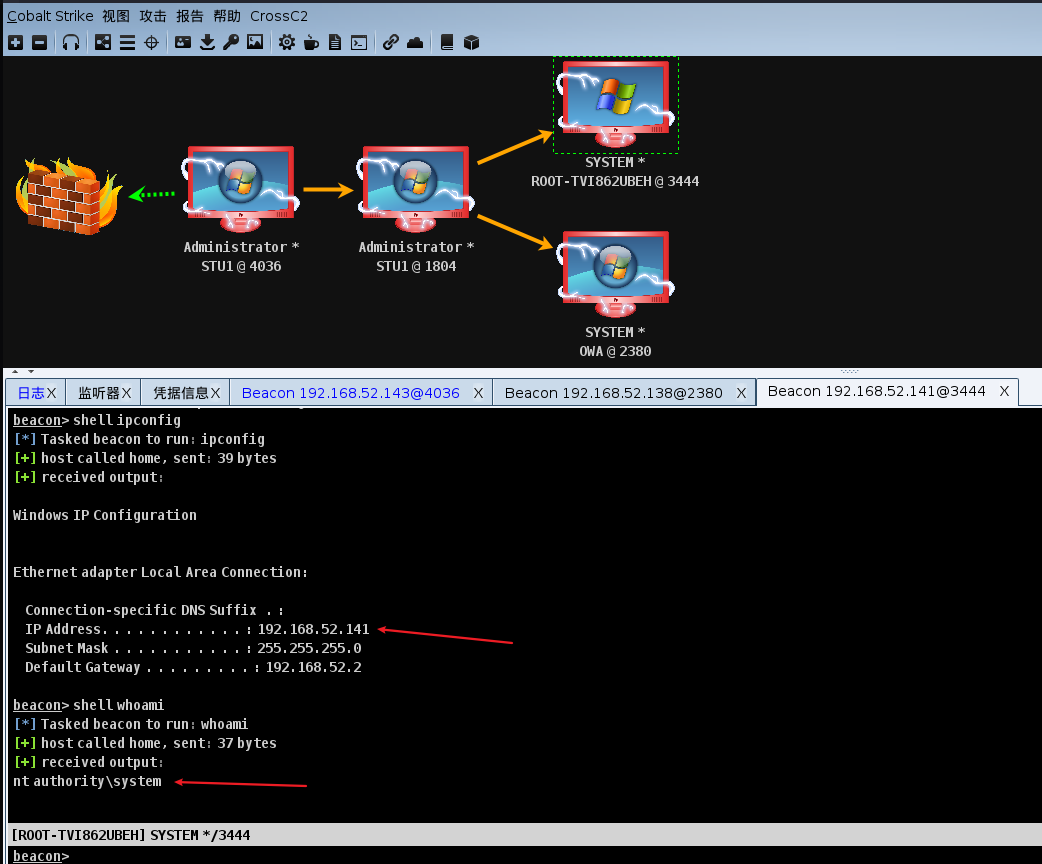 Cobalt Strike 视图 攻击 报告 帮助 CrossC2
SYSTEM *
ROOT-TVI862UBEH @ 3444
Administrator *
STU1 @ 4036
Administrator *
STU1 @ 1804
SYSTEM *
OWA @ 2380
日志 X 监听器 X 凭据信息 X Beacon 192.168.52.143@4036 X Beacon 192.168.52.138@2380 X Beacon 192.168.52.141@3444 X
beacon> shell ipconfig
[*] Tasked beacon to run: ipconfig
[+] host called home, sent: 39 bytes
[+] received output:
Windows IP Configuration
Ethernet adapter Local Area Connection:
Connection-specific DNS Suffix . :
IP Address. . . . . . . . . . . . : 192.168.52.141
Subnet Mask . . . . . . . . . . . : 255.255.255.0
Default Gateway . . . . . . . . . : 192.168.52.2
beacon> shell whoami
[*] Tasked beacon to run: whoami
[+] host called home, sent: 37 bytes
[+] received output:
nt authority\system
[ROOT-TVI862UBEH] SYSTEM */3444
beacon>